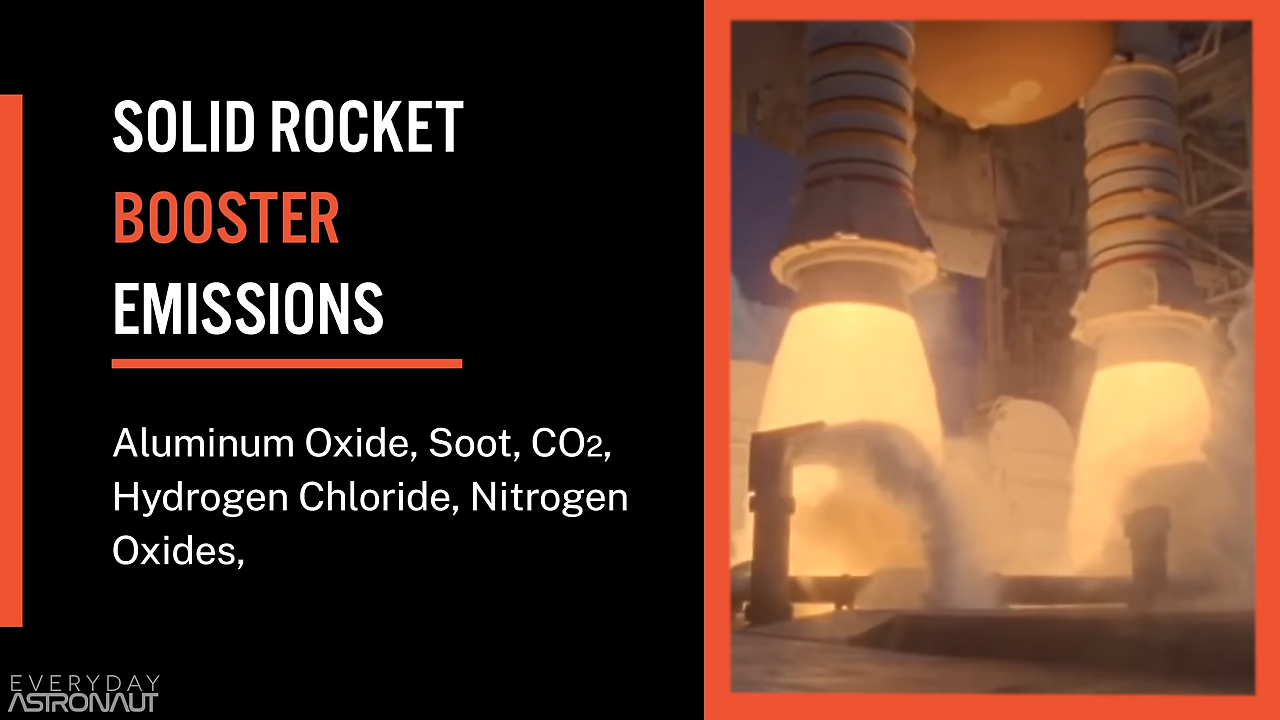 SOLID ROCKET
BOOSTER
EMISSIONS
Aluminum Oxide, Soot, CO2,
Hydrogen Chloride, Nitrogen
Oxides,
EVERYDAY
ASTRONAUT